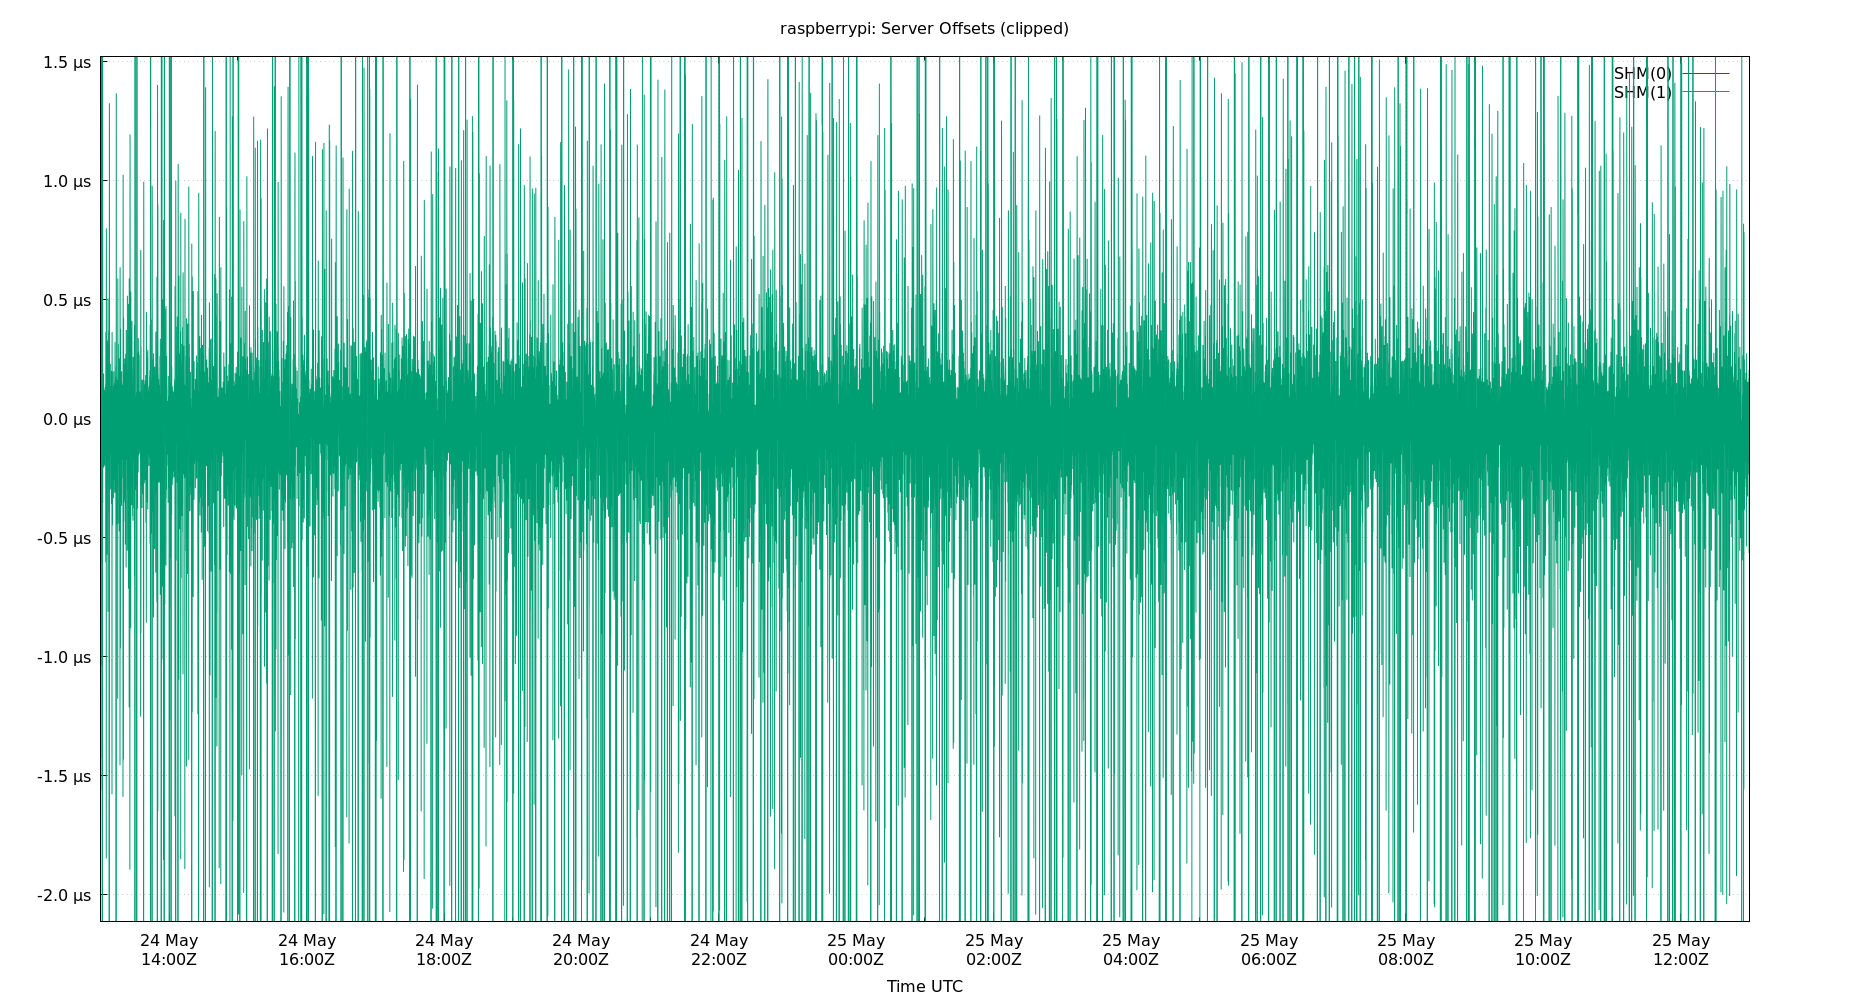 raspberrypi: Server Offsets (clipped)
1.5 µs
1.0 µs
0.5 µs
0.0 µs
-0.5 µs
-1.0 µs
-1.5 µs
-2.0 µs
SHM(0)
SHM(1)
24 May 24 May 24 May 24 May 24 May 25 May 25 May 25 May 25 May 25 May 25 May 25 May
14:00Z 16:00Z 18:00Z 20:00Z 22:00Z 00:00Z 02:00Z 04:00Z 06:00Z 08:00Z 10:00Z 12:00Z
Time UTC